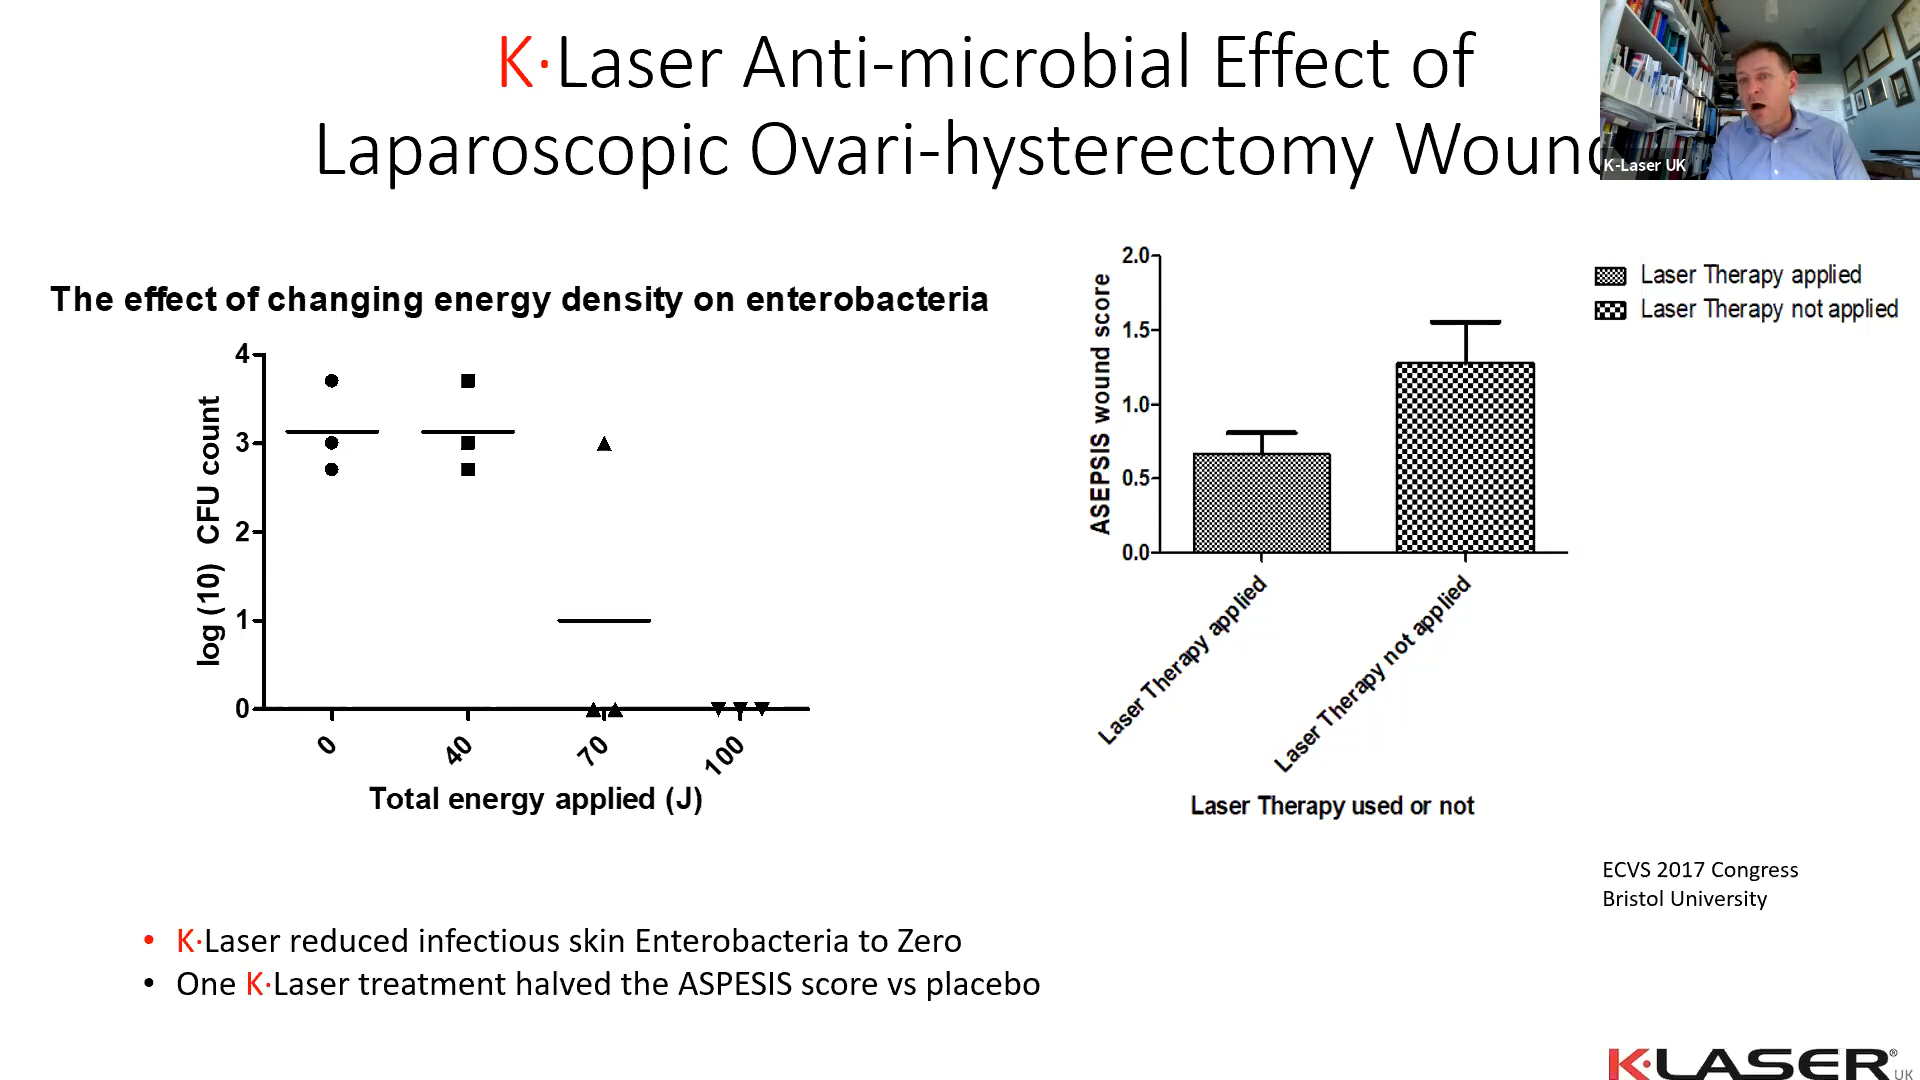 K·Laser Anti-microbial Effect of
Laparoscopic Ovari-hysterectomy Wound
K-Laser UK
The effect of changing energy density on enterobacteria
log (10) CFU count
4
3
2
1
0
0
40
70
100
Total energy applied (J)
ASEPSIS wound score
2.0
1.5
1.0
0.5
0.0
Laser Therapy applied
Laser Therapy not applied
Laser Therapy used or not
Laser Therapy applied
Laser Therapy not applied
ECVS 2017 Congress
Bristol University
• K·Laser reduced infectious skin Enterobacteria to Zero
• One K·Laser treatment halved the ASPESIS score vs placebo
K·LASER®
UK